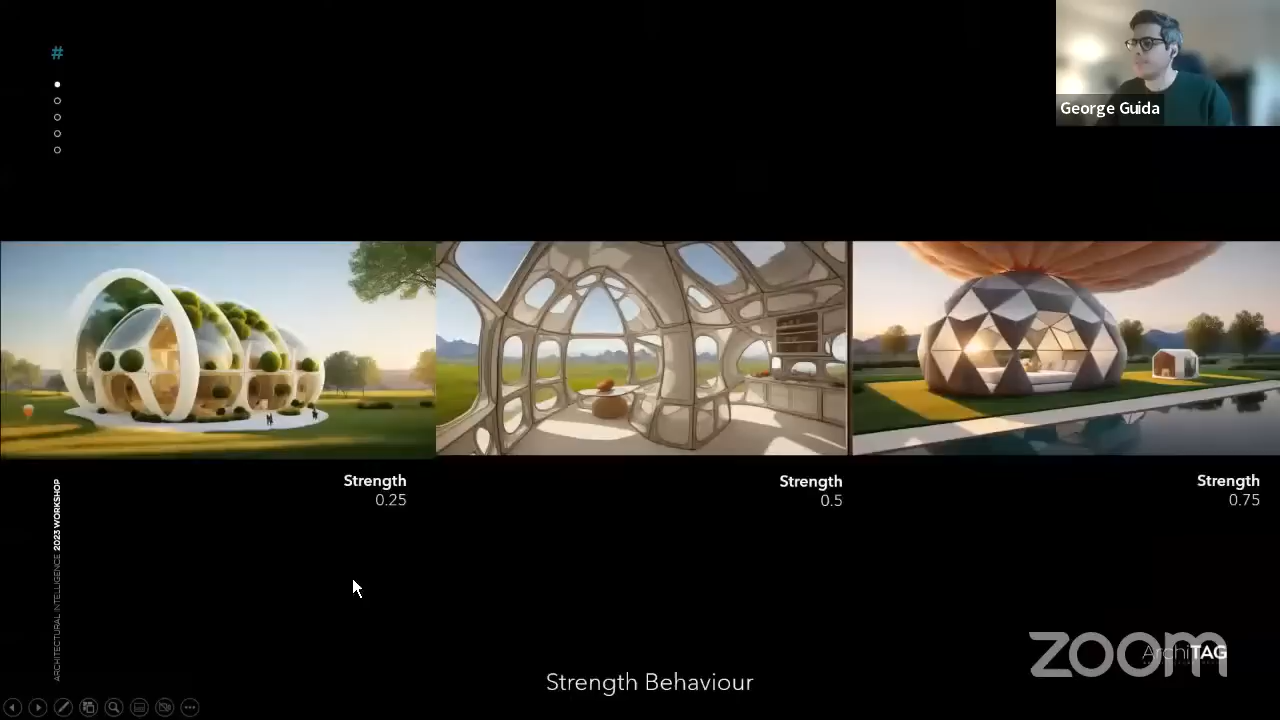 #
George Guida
Strength
0.25
Strength
0.5
Strength
0.75
ARCHITECTURAL INTELLIGENCE 2023 WORKSHOP
Strength Behaviour
ArchiTAG
zoom